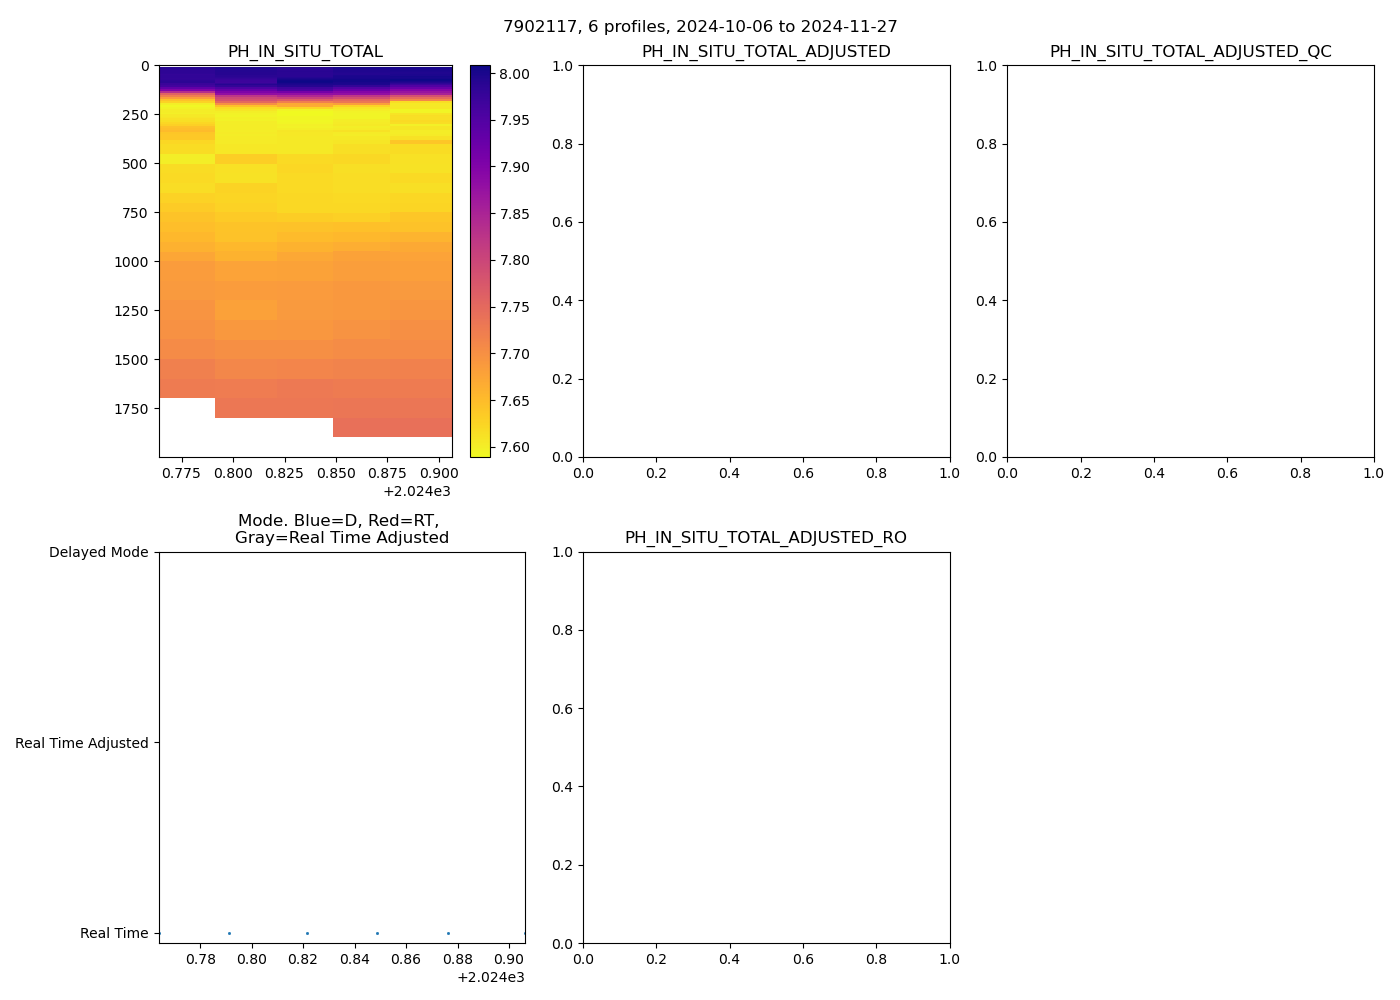 7902117, 6 profiles, 2024-10-06 to 2024-11-27
PH_IN_SITU_TOTAL
0
250
500
750
1000
1250
1500
1750
0.775 0.800 0.825 0.850 0.875 0.900
+2.024e3
8.00
7.95
7.90
7.85
7.80
7.75
7.70
7.65
7.60
PH_IN_SITU_TOTAL_ADJUSTED
1.0
0.8
0.6
0.4
0.2
0.0
0.0 0.2 0.4 0.6 0.8 1.0
PH_IN_SITU_TOTAL_ADJUSTED_QC
1.0
0.8
0.6
0.4
0.2
0.0
0.0 0.2 0.4 0.6 0.8 1.0
Mode. Blue=D, Red=RT,
Gray=Real Time Adjusted
Delayed Mode
Real Time Adjusted
Real Time
0.78 0.80 0.82 0.84 0.86 0.88 0.90
+2.024e3
PH_IN_SITU_TOTAL_ADJUSTED_RO
1.0
0.8
0.6
0.4
0.2
0.0
0.0 0.2 0.4 0.6 0.8 1.0